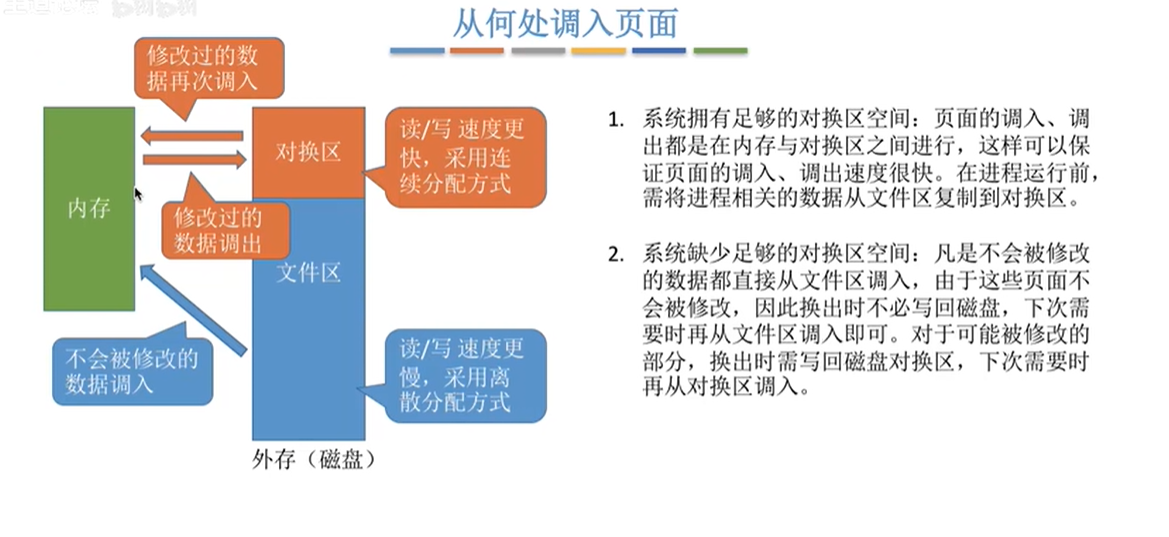 从何处调入页面
修改过的数
据再次调入
对换区
读/写 速度更
快，采用连
续分配方式
内存
修改过的
数据调出
文件区
不会被修改的
数据调入
读/写 速度更
慢，采用离
散分配方式
外存（磁盘）
1. 系统拥有足够的对换区空间：页面的调入、调
出都是在内存与对换区之间进行，这样可以保
证页面的调入、调出速度很快。在进程运行前，
需将进程相关的数据从文件区复制到对换区。
2. 系统缺少足够的对换区空间：凡是不会被修改
的数据都直接从文件区调入，由于这些页面不
会被修改，因此换出时不必写回磁盘，下次需
要时再从文件区调入即可。对于可能被修改的
部分，换出时需写回磁盘对换区，下次需要时
再从对换区调入。